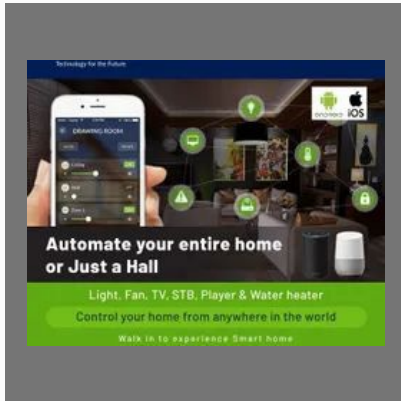 Technology for the Future
DRAWING ROOM
ANDROID iOS
Automate your entire home
or Just a Hall
Light, Fan, TV, STB, Player & Water heater
Control your home from anywhere in the world
Walk in to experience Smart home